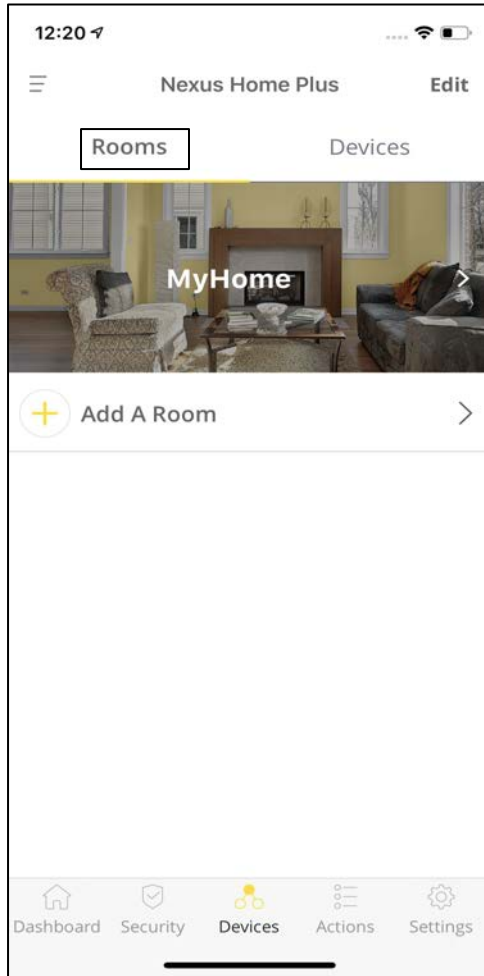 12:20
Nexus Home Plus Edit
Rooms Devices
MyHome
Add A Room
Dashboard Security Devices Actions Settings